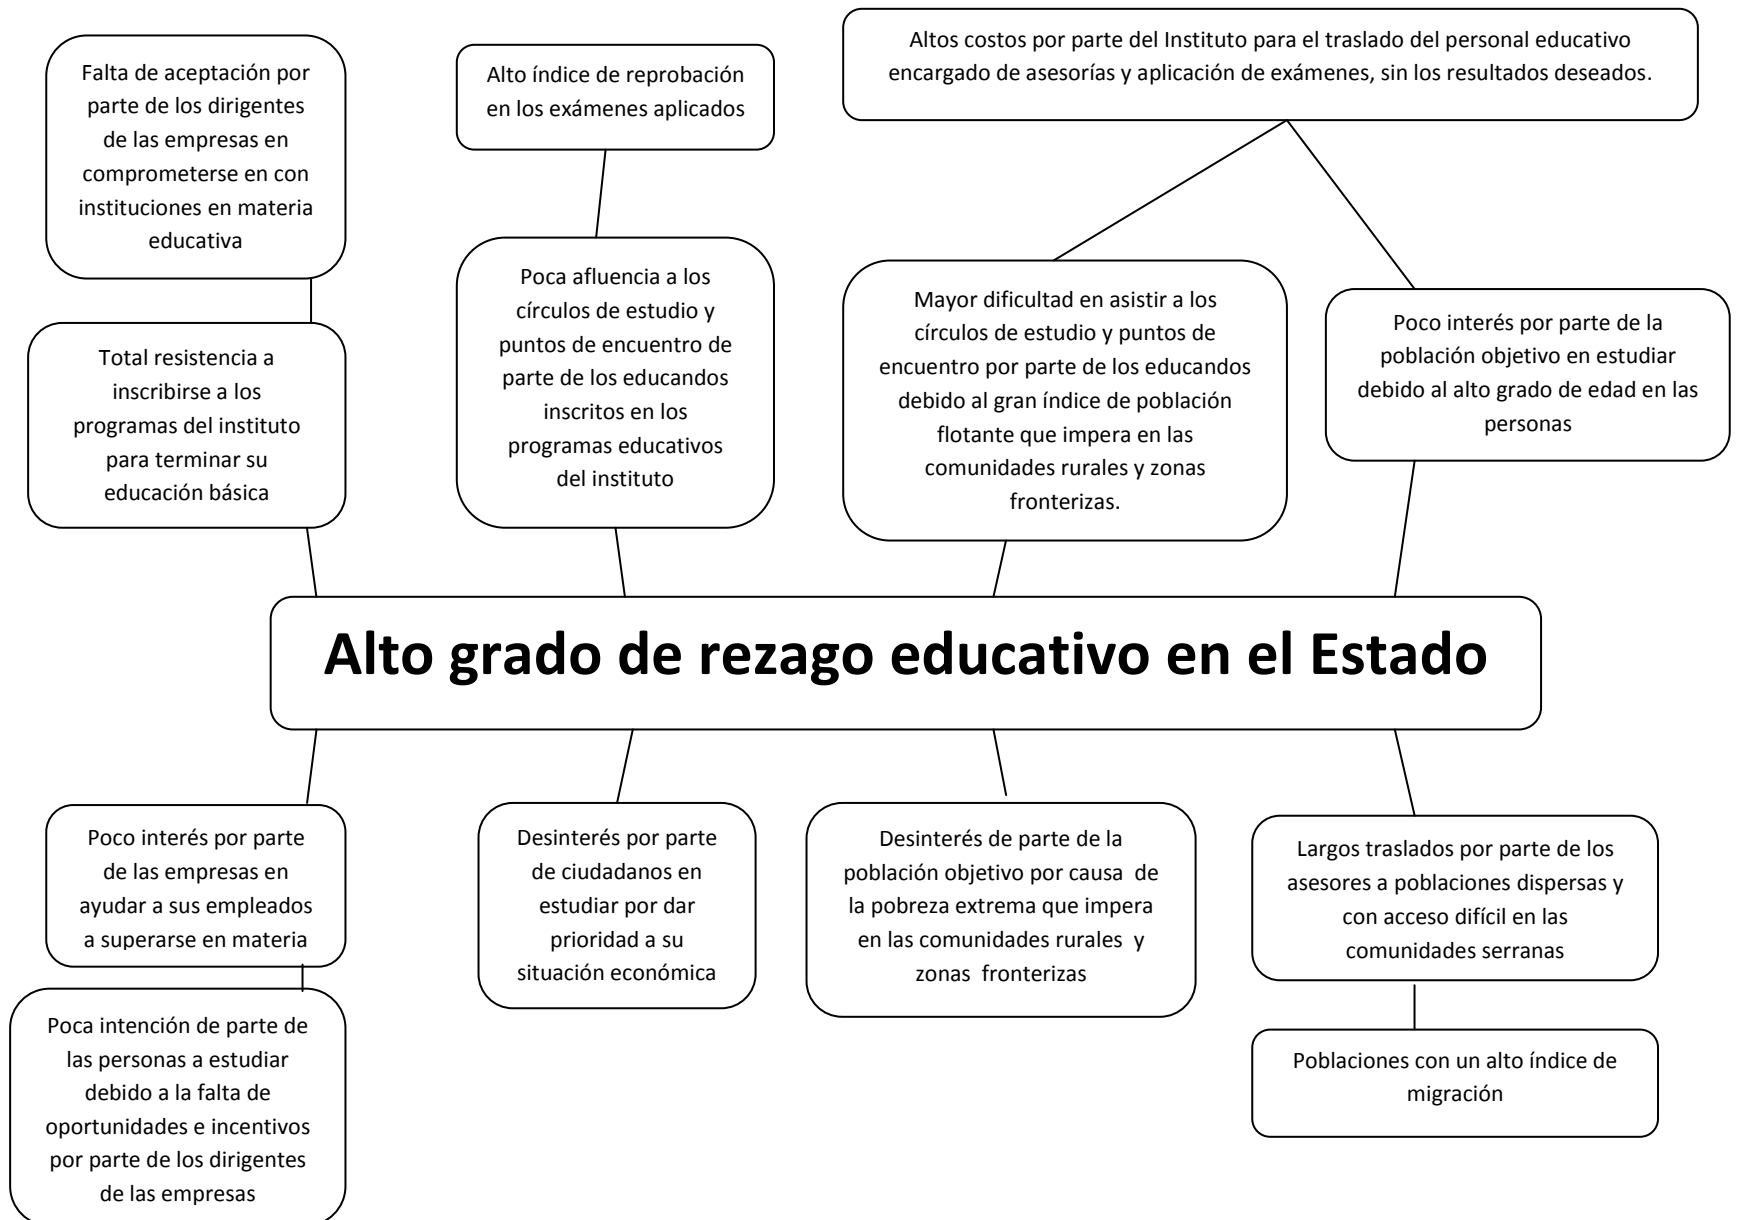 Falta de aceptación por
parte de los dirigentes
de las empresas en
comprometerse en con
instituciones en materia
educativa
Alto índice de reprobación
en los exámenes aplicados
Altos costos por parte del Instituto para el traslado del personal educativo
encargado de asesorías y aplicación de exámenes, sin los resultados deseados.
Total resistencia a
inscribirse a los
programas del instituto
para terminar su
educación básica
Poca afluencia a los
círculos de estudio y
puntos de encuentro de
parte de los educandos
inscritos en los
programas educativos
del instituto
Mayor dificultad en asistir a los
círculos de estudio y puntos de
encuentro por parte de los educandos
debido al gran índice de población
flotante que impera en las
comunidades rurales y zonas
fronterizas.
Poco interés por parte de la
población objetivo en estudiar
debido al alto grado de edad en las
personas
Alto grado de rezago educativo en el Estado
Poco interés por parte
de las empresas en
ayudar a sus empleados
a superarse en materia
Desinterés por parte
de ciudadanos en
estudiar por dar
prioridad a su
situación económica
Desinterés de parte de la
población objetivo por causa de
la pobreza extrema que impera
en las comunidades rurales y
zonas fronterizas
Largos traslados por parte de los
asesores a poblaciones dispersas y
con acceso difícil en las
comunidades serranas
Poca intención de parte de
las personas a estudiar
debido a la falta de
oportunidades e incentivos
por parte de los dirigentes
de las empresas
Poblaciones con un alto índice de
migración